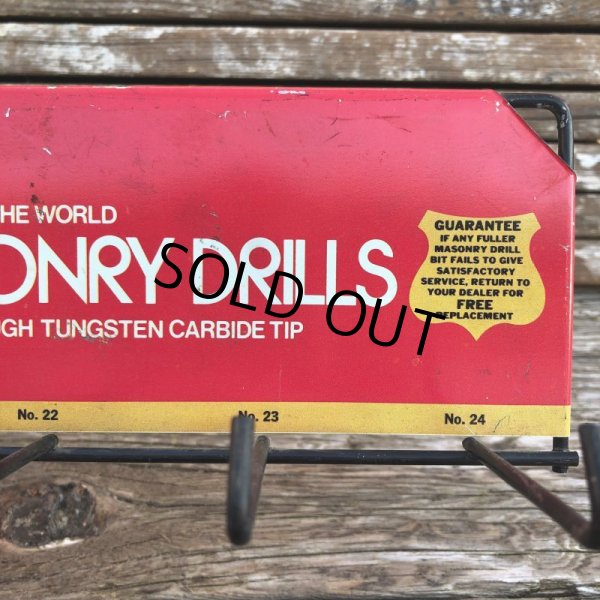 THE WORLD
ONRY DRILLS
UGH TUNGSTEN CARBIDE TIP
GUARANTEE
IF ANY FULLER
MASONRY DRILL
BIT FAILS TO GIVE
SATISFACTORY
SERVICE, RETURN TO
YOUR DEALER FOR
FREE
REPLACEMENT
SOLD OUT
No. 22
No. 23
No. 24